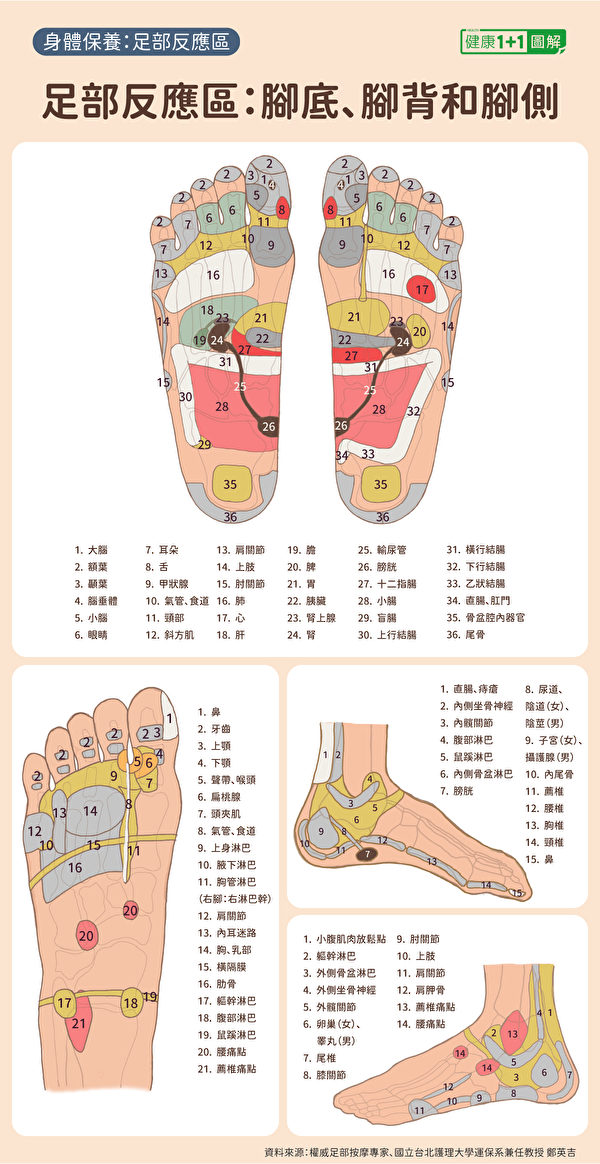 身體保養:足部反應區
HEALTH
健康1+1 圖解
足部反應區:腳底、腳背和腳側
1. 大腦
2. 額葉
3. 顳葉
4. 腦垂體
5. 小腦
6. 眼睛
7. 耳朵
8. 舌
9. 甲狀腺
10. 氣管、食道
11. 頸部
12. 斜方肌
13. 肩關節
14. 上肢
15. 肘關節
16. 肺
17. 心
18. 肝
19. 膽
20. 脾
21. 胃
22. 胰臟
23. 腎上腺
24. 腎
25. 輸尿管
26. 膀胱
27. 十二指腸
28. 小腸
29. 盲腸
30. 上行結腸
31. 橫行結腸
32. 下行結腸
33. 乙狀結腸
34. 直腸、肛門
35. 骨盆腔內器官
36. 尾骨
1. 鼻
2. 牙齒
3. 上顎
4. 下顎
5. 聲帶、喉頭
6. 扁桃腺
7. 頭夾肌
8. 氣管、食道
9. 上身淋巴
10. 腋下淋巴
11. 胸管淋巴
(右腳:右淋巴幹)
12. 肩關節
13. 內耳迷路
14. 胸、乳部
15. 橫隔膜
16. 肋骨
17. 軀幹淋巴
18. 腹部淋巴
19. 鼠蹊淋巴
20. 腰痛點
21. 薦椎痛點
1. 直腸、痔瘡
2. 內側坐骨神經
3. 內髖關節
4. 腹部淋巴
5. 鼠蹊淋巴
6. 內側骨盆淋巴
7. 膀胱
8. 尿道、
陰道(女)、
陰莖(男)
9. 子宮(女)、
攝護腺(男)
10. 內尾骨
11. 薦椎
12. 腰椎
13. 胸椎
14. 頸椎
15. 鼻
1. 小腹肌肉放鬆點
2. 軀幹淋巴
3. 外側骨盆淋巴
4. 外側坐骨神經
5. 外髖關節
6. 卵巢(女)、
睪丸(男)
7. 尾椎
8. 膝關節
9. 肘關節
10. 上肢
11. 肩關節
12. 肩胛骨
13. 薦椎痛點
14. 腰痛點
資料來源:權威足部按摩專家、國立台北護理大學運保系兼任教授 鄭英吉